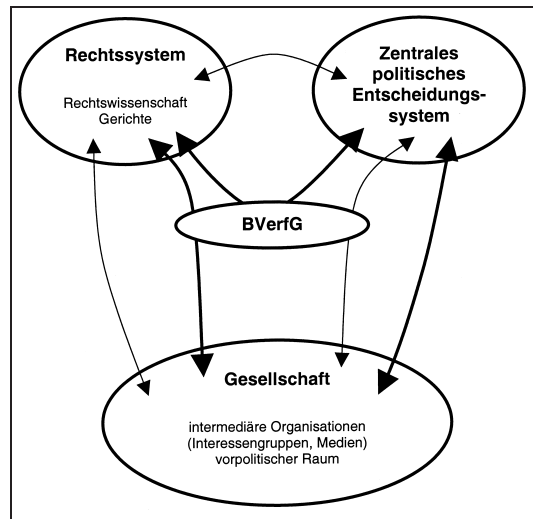 Rechtssystem
Rechtswissenschaft
Gerichte
Zentrales
politisches
Entscheidungs-
system
BVerfG
Gesellschaft
intermediäre Organisationen
(Interessengruppen, Medien)
vorpolitischer Raum